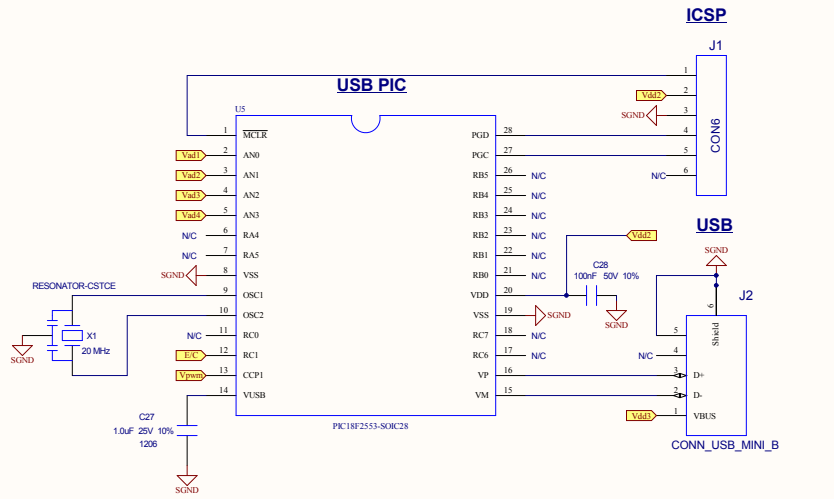 ICSP
J1
USB PIC
U5
1
Vdd2
2
SGND
3
4
5
N/C
6
CON6
1
MCLR
PGD
28
Vad1
2
AN0
PGC
27
Vad2
3
AN1
RB5
26
N/C
Vad3
4
AN2
RB4
25
N/C
Vad4
5
AN3
RB3
24
N/C
N/C
6
RA4
RB2
23
N/C
N/C
7
RA5
RB1
22
N/C
SGND
8
VSS
RB0
21
N/C
9
OSC1
VDD
20
10
OSC2
VSS
19
SGND
N/C
11
RC0
RC7
18
N/C
E/C
12
RC1
RC6
17
N/C
Vpwm
13
CCP1
VP
16
14
VUSB
VM
15
PIC18F2553-SOIC28
RESONATOR-CSTCE
X1
20 MHz
SGND
C27
1.0uF 25V 10%
1206
SGND
Vdd2
C28
100nF 50V 10%
SGND
USB
SGND
J2
6
Shield
5
N/C
4
3
D+
2
D-
Vdd3
1
VBUS
CONN_USB_MINI_B